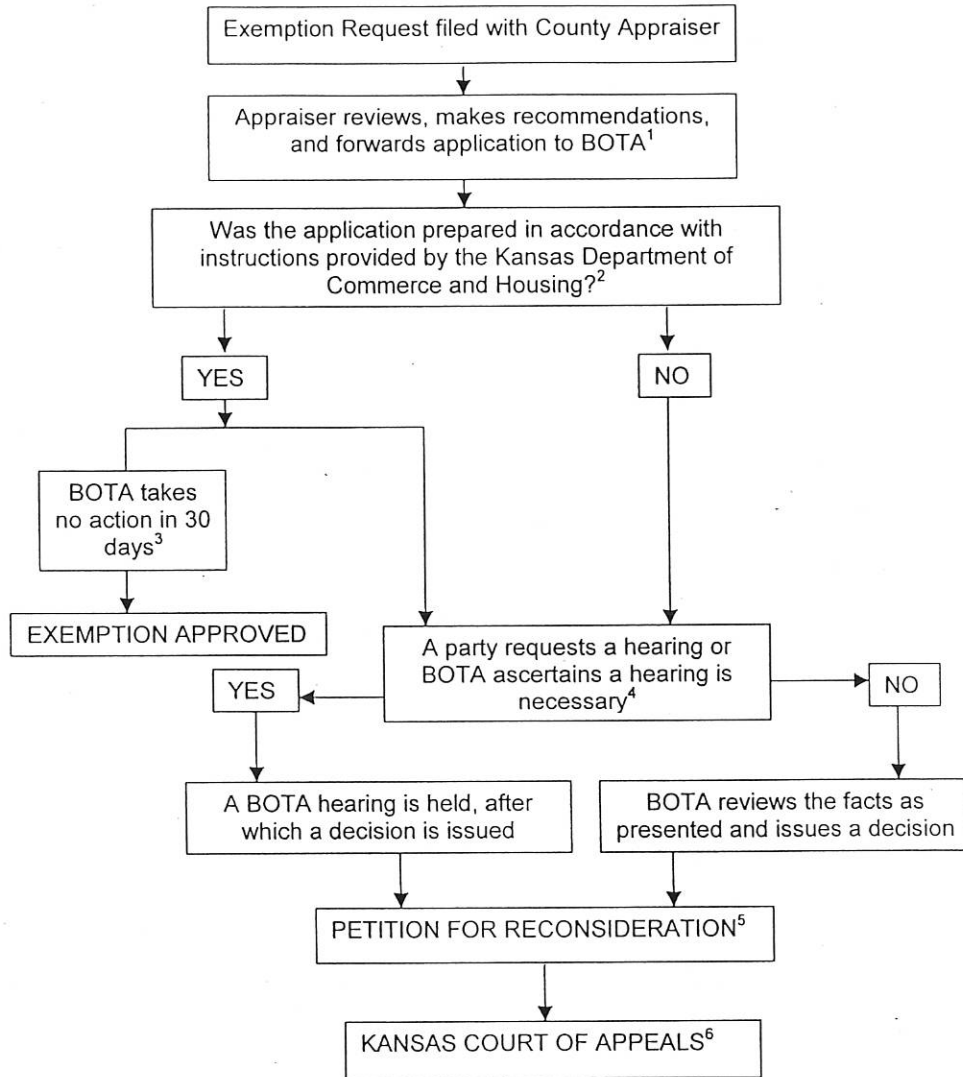 Exemption Request filed with County Appraiser
Appraiser reviews, makes recommendations,
and forwards application to BOTA¹
Was the application prepared in accordance with
instructions provided by the Kansas Department of
Commerce and Housing?²
YES
NO
BOTA takes
no action in 30
days³
EXEMPTION APPROVED
A party requests a hearing or
BOTA ascertains a hearing is
necessary⁴
YES
NO
A BOTA hearing is held, after
which a decision is issued
BOTA reviews the facts as
presented and issues a decision
PETITION FOR RECONSIDERATION⁵
KANSAS COURT OF APPEALS⁶